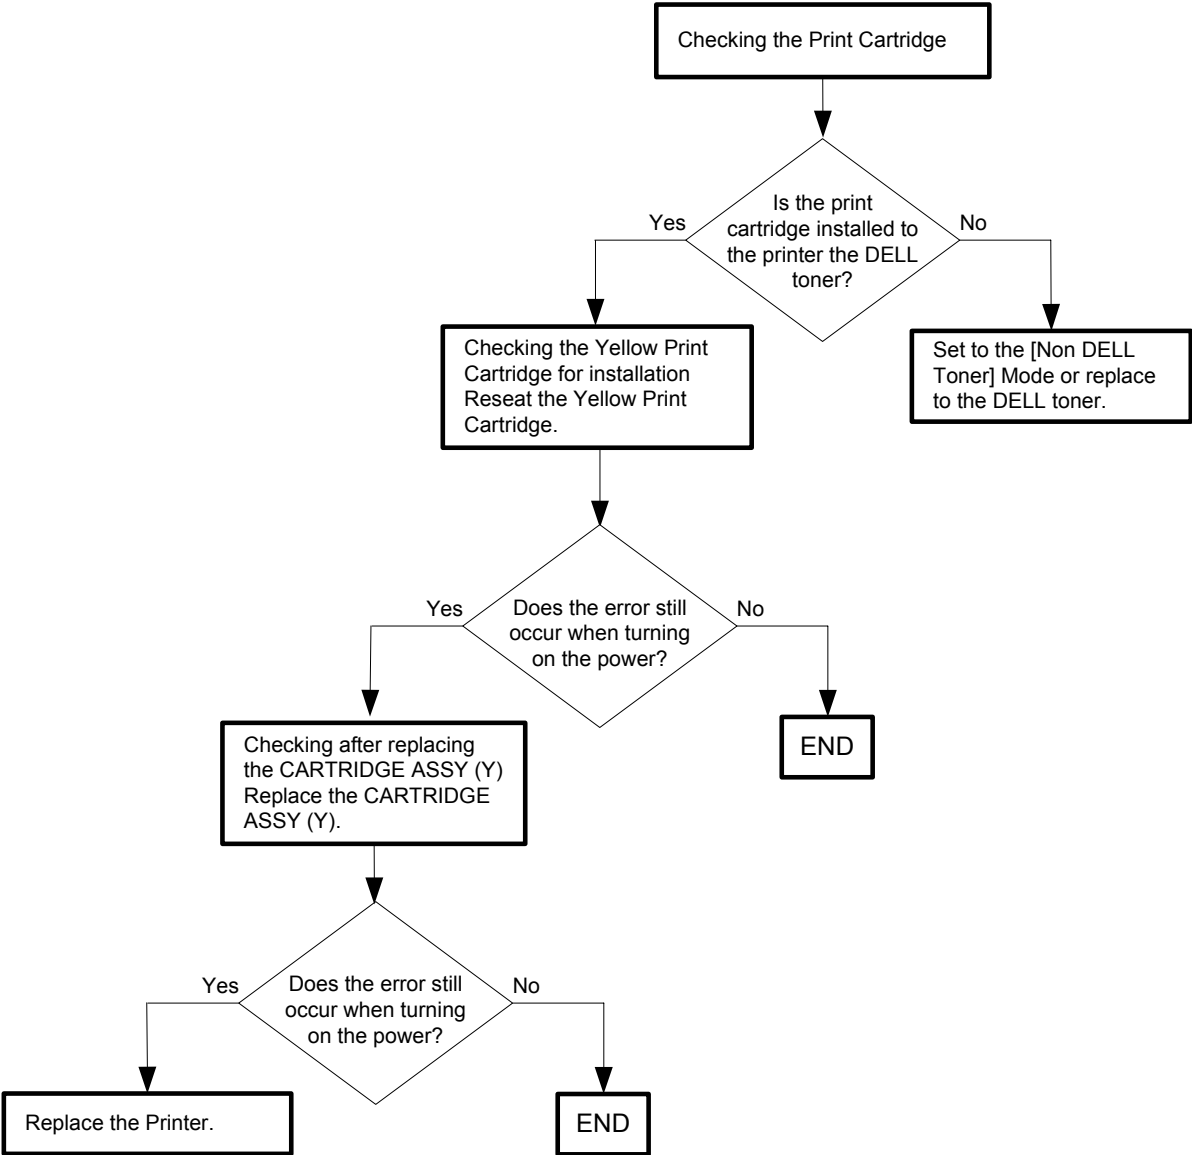 Checking the Print Cartridge
Is the print
cartridge installed to
the printer the DELL
toner?
Yes
No
Checking the Yellow Print
Cartridge for installation
Reseat the Yellow Print
Cartridge.
Set to the [Non DELL
Toner] Mode or replace
to the DELL toner.
Does the error still
occur when turning
on the power?
Yes
No
Checking after replacing
the CARTRIDGE ASSY (Y)
Replace the CARTRIDGE
ASSY (Y).
END
Does the error still
occur when turning
on the power?
Yes
No
Replace the Printer.
END